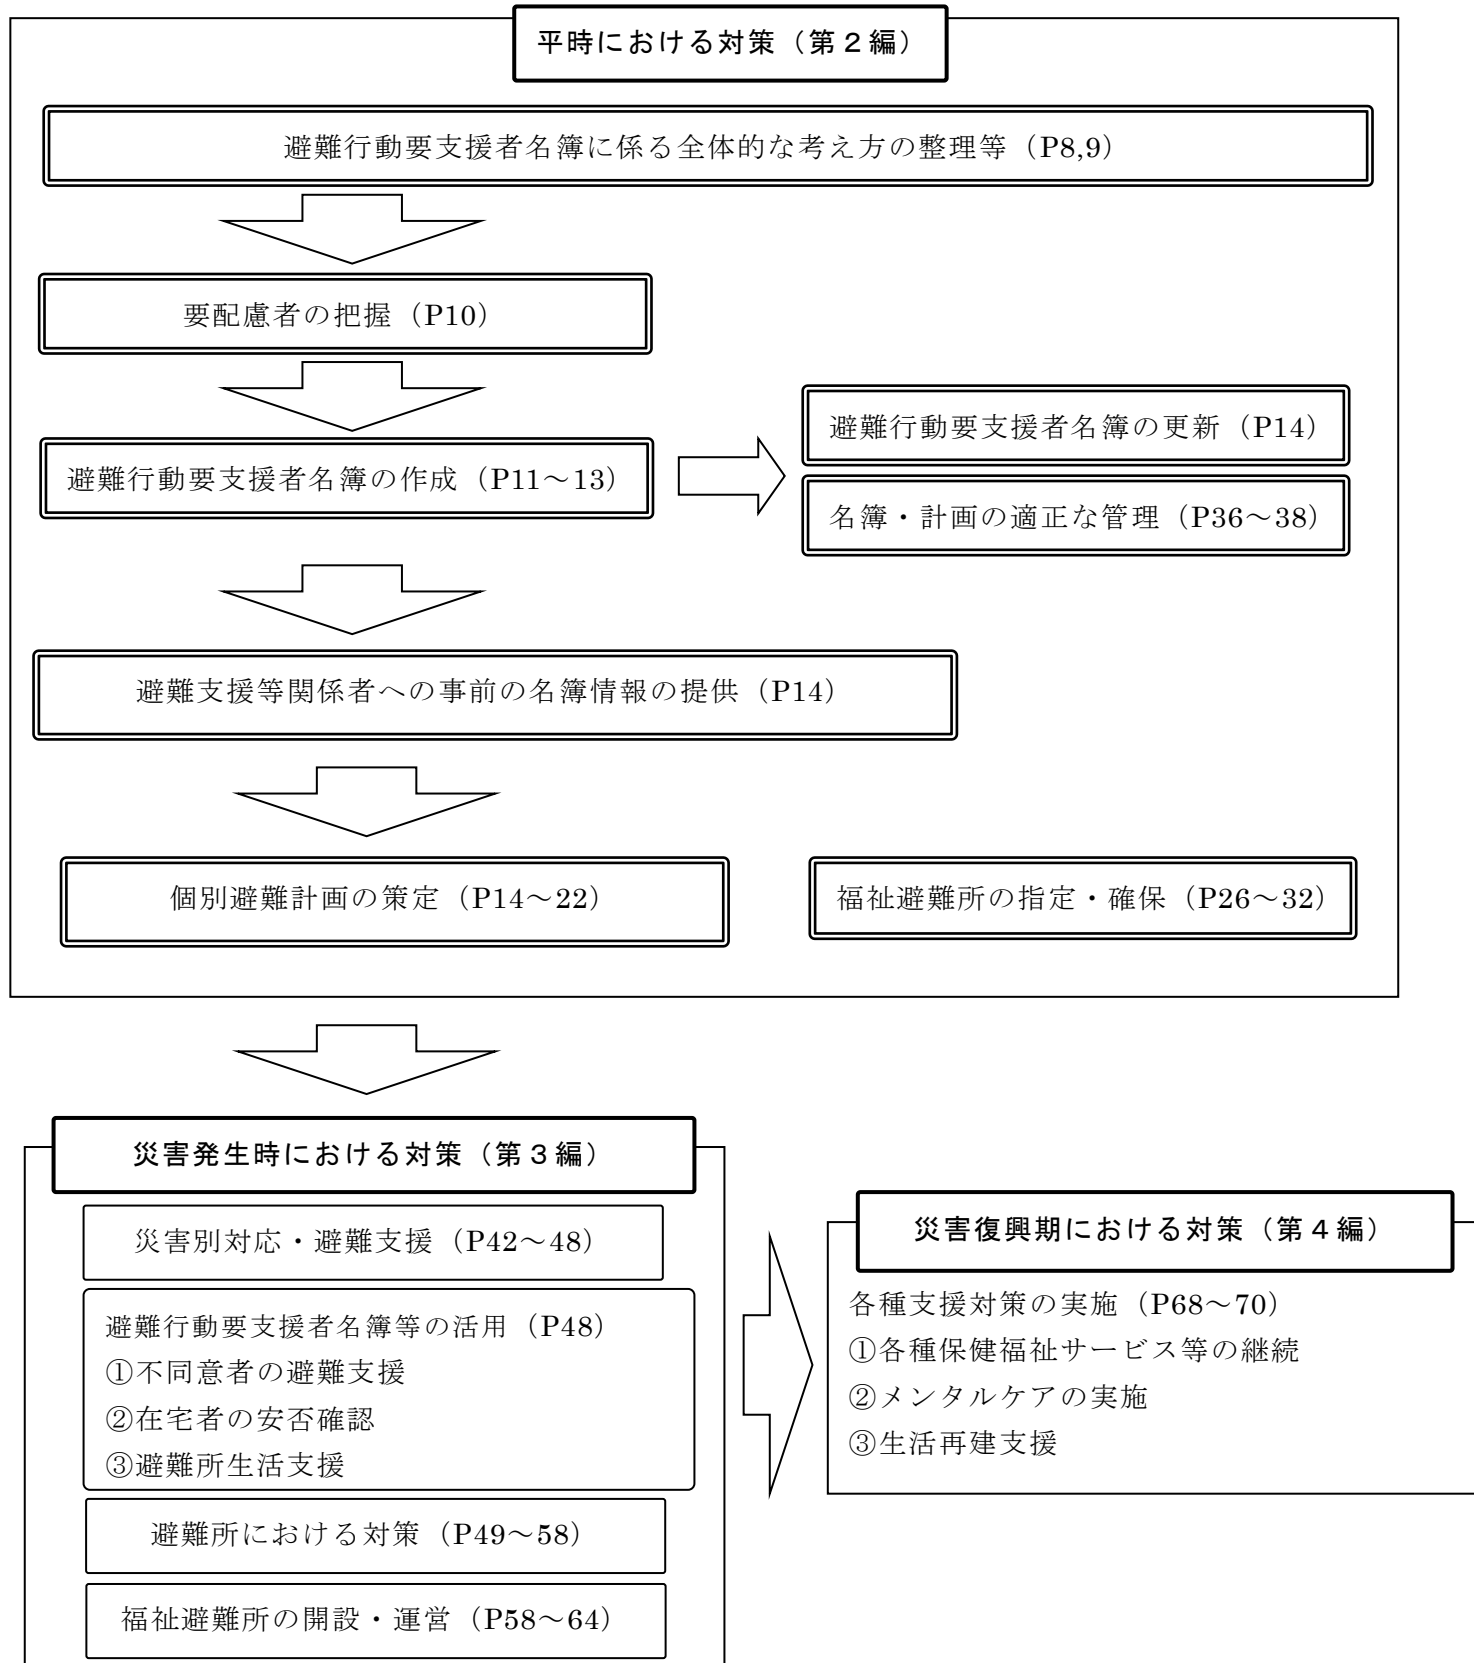 平時における対策（第２編）
避難行動要支援者名簿に係る全体的な考え方の整理等（P8,9）
要配慮者の把握（P10）
避難行動要支援者名簿の作成（P11～13）
避難行動要支援者名簿の更新（P14）
名簿・計画の適正な管理（P36～38）
避難支援等関係者への事前の名簿情報の提供（P14）
個別避難計画の策定（P14～22）
福祉避難所の指定・確保（P26～32）
災害発生時における対策（第３編）
災害別対応・避難支援（P42～48）
避難行動要支援者名簿等の活用（P48）
①不同意者の避難支援
②在宅者の安否確認
③避難所生活支援
避難所における対策（P49～58）
福祉避難所の開設・運営（P58～64）
災害復興期における対策（第４編）
各種支援対策の実施（P68～70）
①各種保健福祉サービス等の継続
②メンタルケアの実施
③生活再建支援